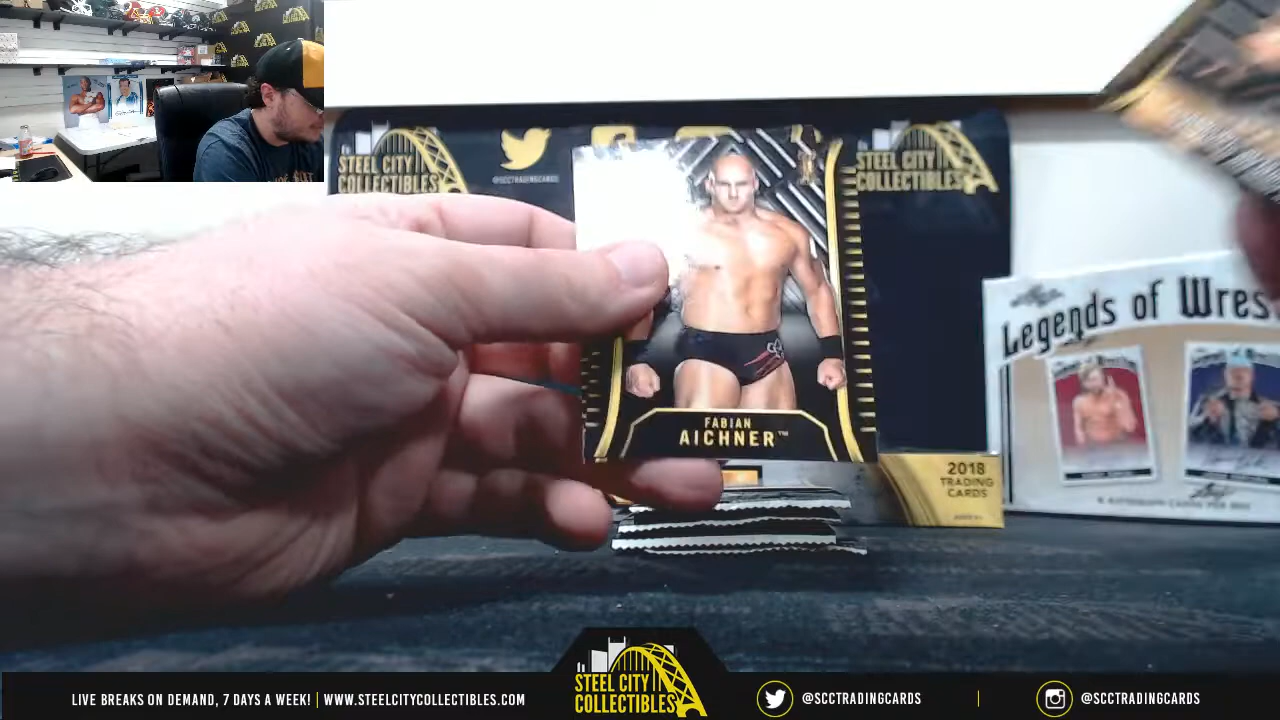 STEEL CITY
COLLECTIBLES
@SCCTRADINGCARDS
STEEL CITY
COLLECTIBLES
Legends of Wres
FABIAN
AICHNER™
2018
TRADING
CARDS
LIVE BREAKS ON DEMAND, 7 DAYS A WEEK! | WWW.STEELCITYCOLLECTIBLES.COM
STEEL CITY
COLLECTIBLES
@SCCTRADINGCARDS
@SCCTRADINGCARDS